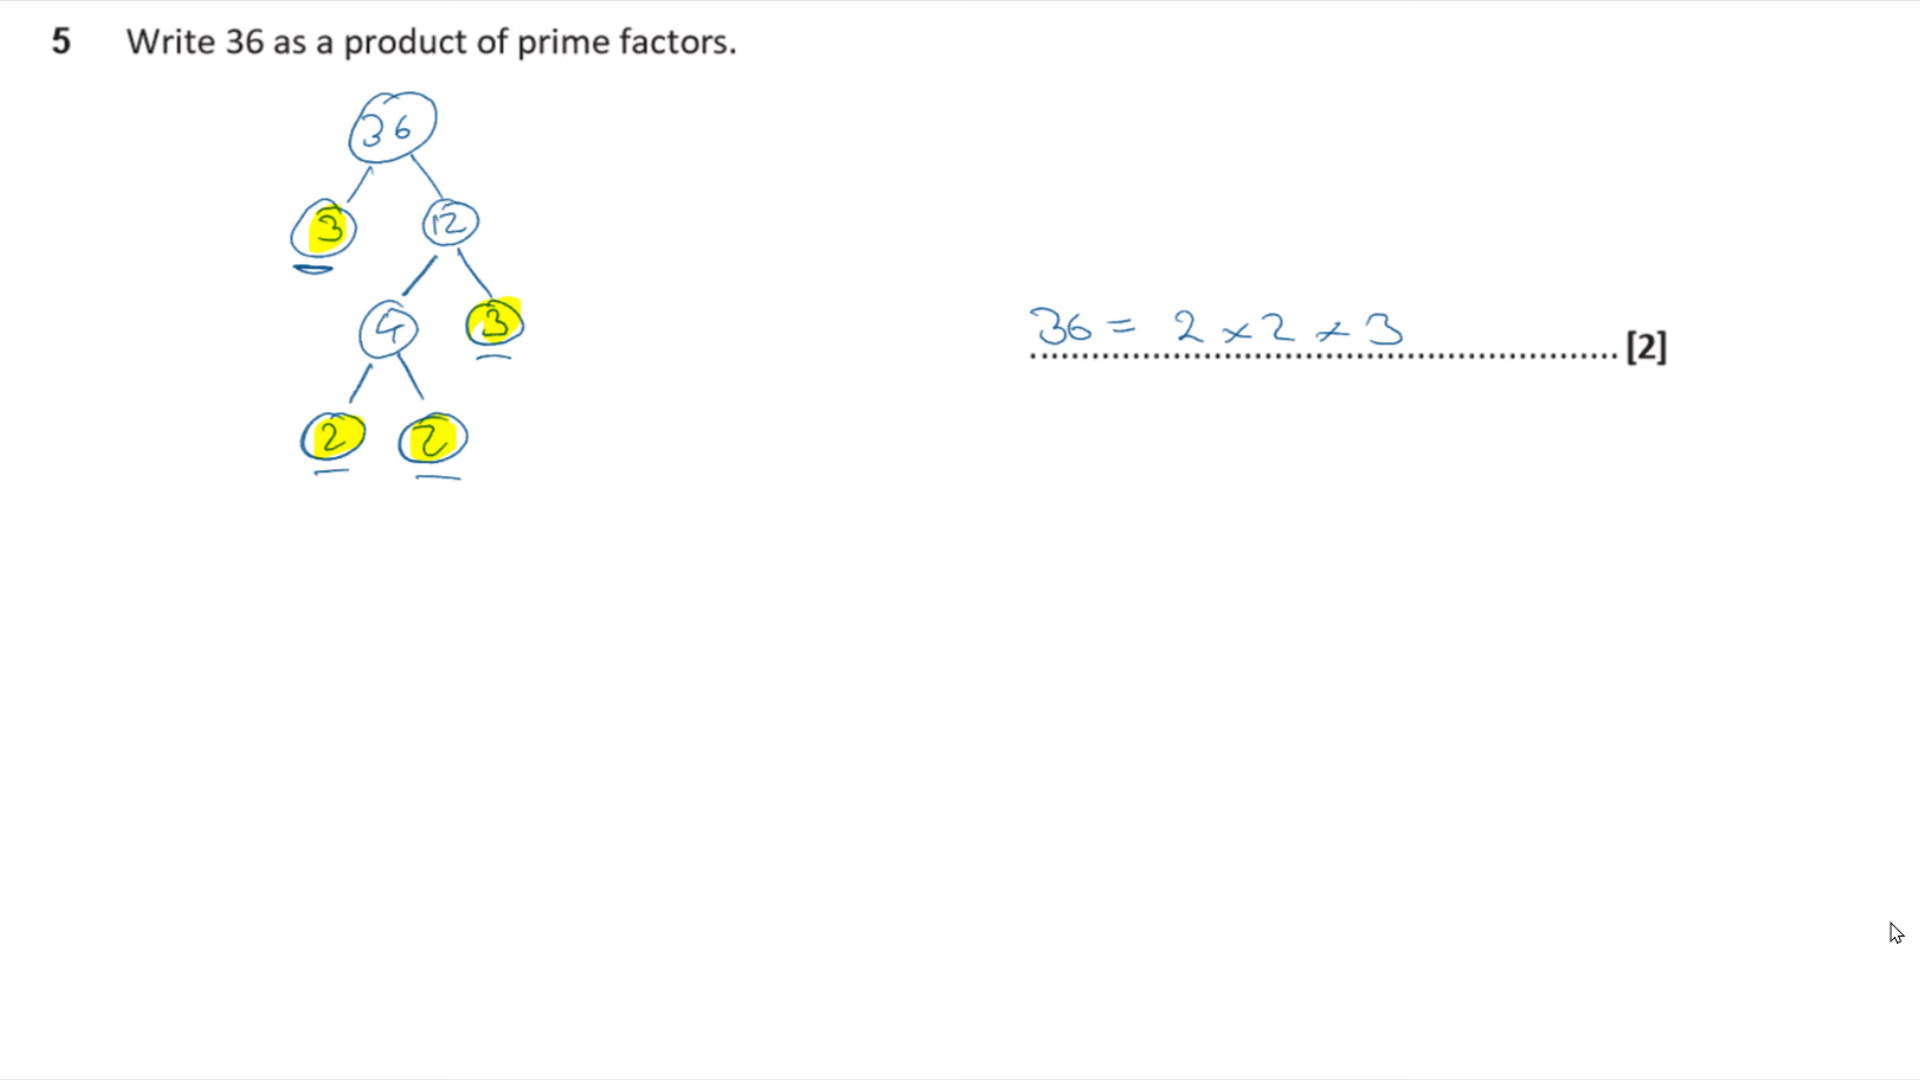 5 Write 36 as a product of prime factors.
36
3 12
4 3
36 = 2 × 2 × 3 [2]
2 2